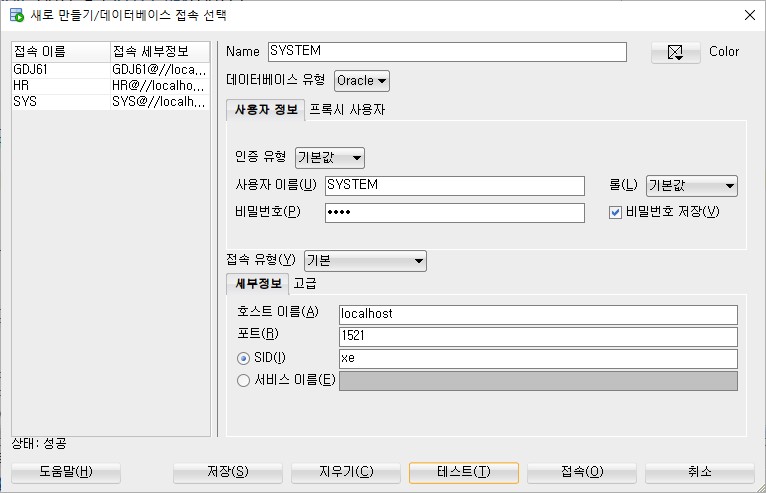 새로 만들기/데이터베이스 접속 선택
접속 이름 접속 세부정보
GDJ61 GDJ61@//loca,,,
HR HR@//localho,,,
SYS SYS@//localh,,,
Name SYSTEM Color
데이터베이스 유형 Oracle
사용자 정보 프록시 사용자
인증 유형 기본값
사용자 이름(U) SYSTEM 롤(L) 기본값
비밀번호(P) •••• 비밀번호 저장(V)
접속 유형(Y) 기본
세부정보 고급
호스트 이름(A) localhost
포트(R) 1521
SID(I) xe
서비스 이름(E)
상태: 성공
도움말(H) 저장(S) 지우기(C) 테스트(T) 접속(O) 취소